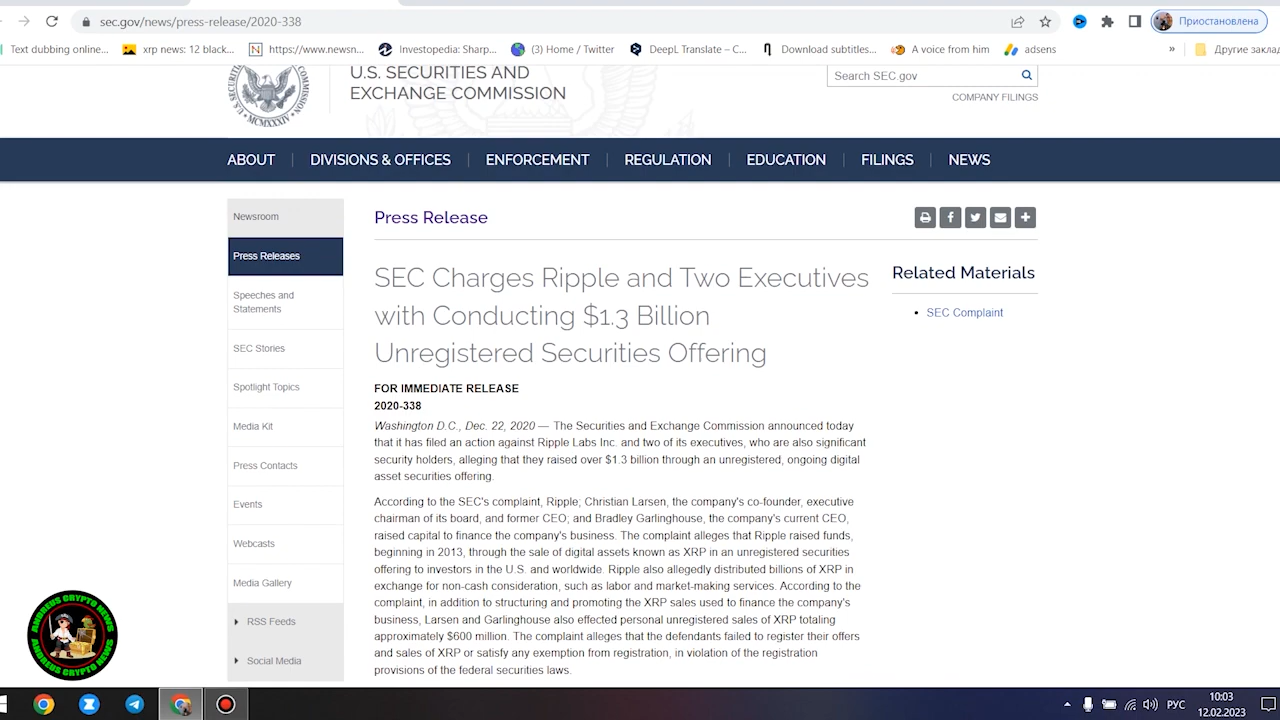 sec.gov/news/press-release/2020-338
Приостановлена
Text dubbing online...
xrp news: 12 black...
https://www.newsn...
Investopedia: Sharp...
(3) Home / Twitter
DeepL Translate – C...
Download subtitles...
A voice from him
adsens
»
Другие заклад
U.S. SECURITIES AND
EXCHANGE COMMISSION
MCMXXXIV
Search SEC.gov
COMPANY FILINGS
ABOUT
DIVISIONS & OFFICES
ENFORCEMENT
REGULATION
EDUCATION
FILINGS
NEWS
Newsroom
Press Releases
Speeches and
Statements
SEC Stories
Spotlight Topics
Media Kit
Press Contacts
Events
Webcasts
Media Gallery
RSS Feeds
Social Media
Press Release
SEC Charges Ripple and Two Executives
with Conducting $1.3 Billion
Unregistered Securities Offering
FOR IMMEDIATE RELEASE
2020-338
Washington D.C., Dec. 22, 2020 — The Securities and Exchange Commission announced today
that it has filed an action against Ripple Labs Inc. and two of its executives, who are also significant
security holders, alleging that they raised over $1.3 billion through an unregistered, ongoing digital
asset securities offering.
According to the SEC's complaint, Ripple; Christian Larsen, the company's co-founder, executive
chairman of its board, and former CEO; and Bradley Garlinghouse, the company's current CEO,
raised capital to finance the company's business. The complaint alleges that Ripple raised funds,
beginning in 2013, through the sale of digital assets known as XRP in an unregistered securities
offering to investors in the U.S. and worldwide. Ripple also allegedly distributed billions of XRP in
exchange for non-cash consideration, such as labor and market-making services. According to the
complaint, in addition to structuring and promoting the XRP sales used to finance the company's
business, Larsen and Garlinghouse also effected personal unregistered sales of XRP totaling
approximately $600 million. The complaint alleges that the defendants failed to register their offers
and sales of XRP or satisfy any exemption from registration, in violation of the registration
provisions of the federal securities laws.
Related Materials
• SEC Complaint
ANDREUS CRYPTO NEWS
ANDREUS CRYPTO NEWS
РУС
10:03
12.02.2023